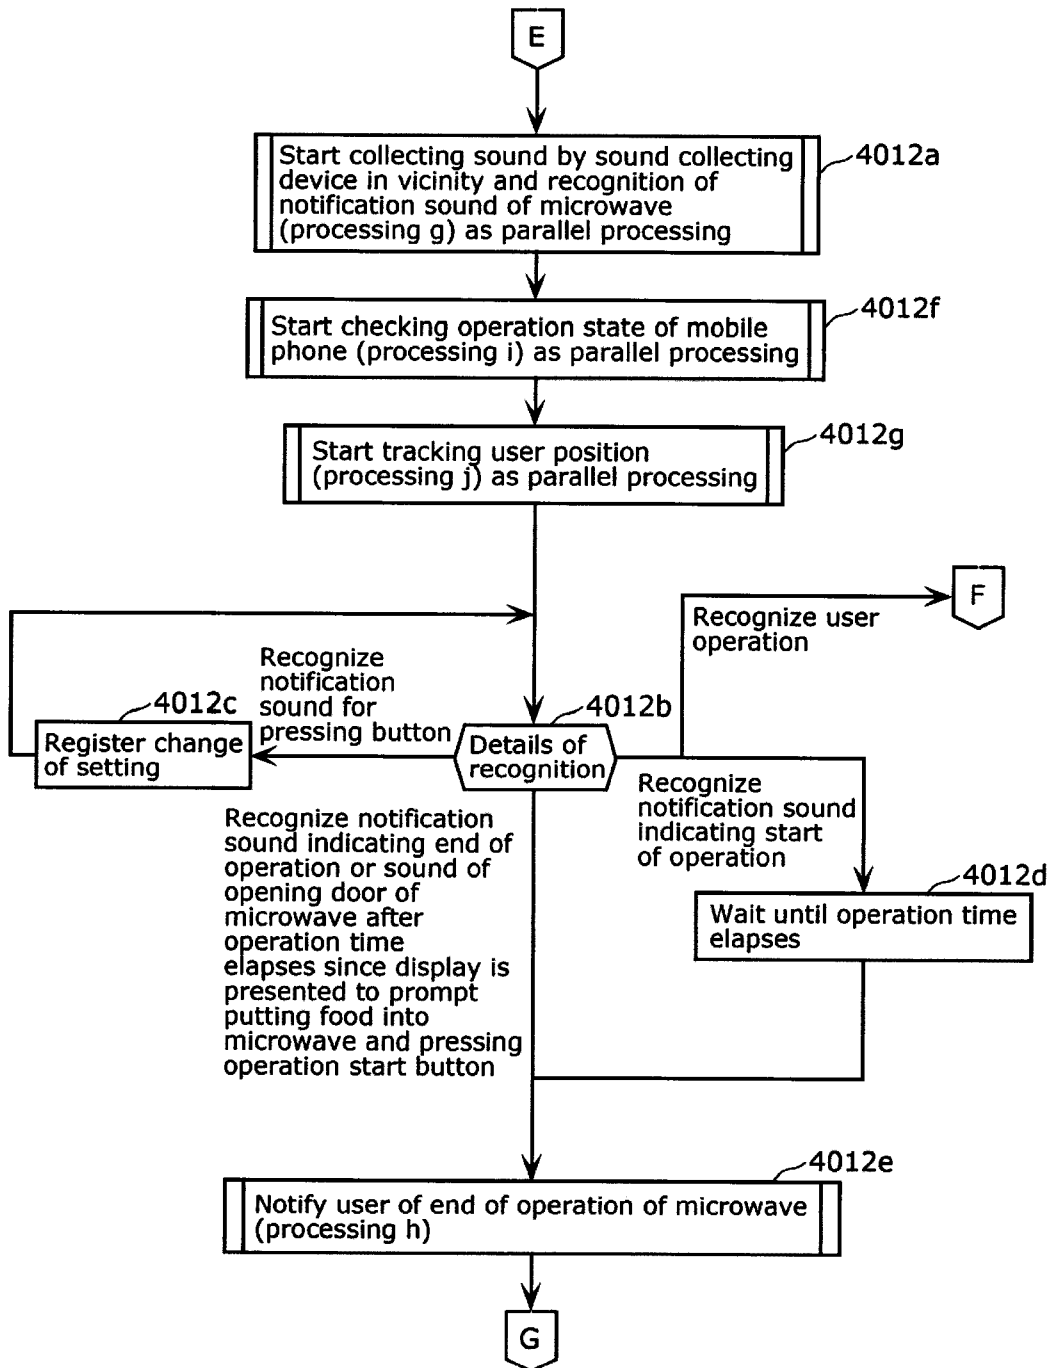 E
Start collecting sound by sound collecting
device in vicinity and recognition of
notification sound of microwave
(processing g) as parallel processing
4012a
Start checking operation state of mobile
phone (processing i) as parallel processing
4012f
Start tracking user position
(processing j) as parallel processing
4012g
F
Recognize user
operation
Recognize
notification
sound for
pressing button
4012c
Register change
of setting
4012b
Details of
recognition
Recognize
notification sound
indicating start
of operation
Recognize notification
sound indicating end of
operation or sound of
opening door of
microwave after
operation time
elapses since display is
presented to prompt
putting food into
microwave and pressing
operation start button
4012d
Wait until operation time
elapses
4012e
Notify user of end of operation of microwave
(processing h)
G